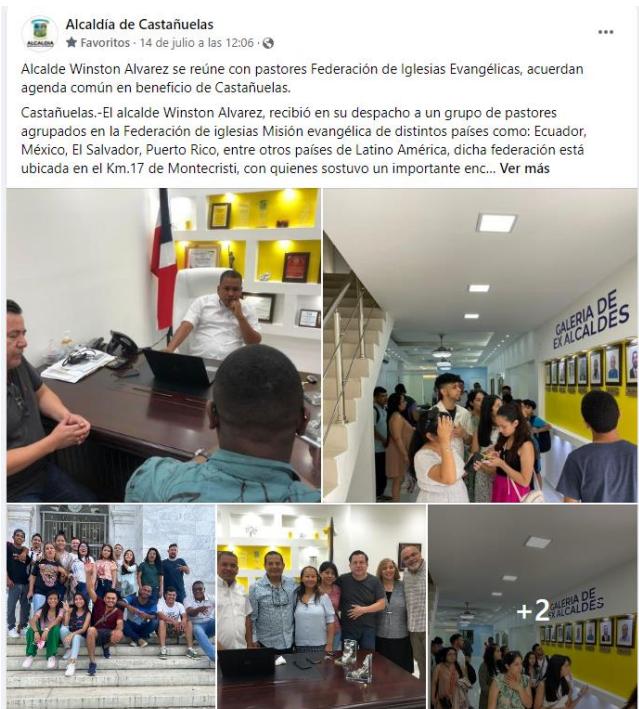 Alcaldía de Castañuelas
Favoritos · 14 de julio a las 12:06 ·
ALCALDIA
Alcalde Winston Alvarez se reúne con pastores Federación de Iglesias Evangélicas, acuerdan
agenda común en beneficio de Castañuelas.
Castañuelas.-El alcalde Winston Alvarez, recibió en su despacho a un grupo de pastores
agrupados en la Federación de iglesias Misión evangélica de distintos países como: Ecuador,
México, El Salvador, Puerto Rico, entre otros países de Latino América, dicha federación está
ubicada en el Km.17 de Montecristi, con quienes sostuvo un importante enc... Ver más
GALERIA DE
EX ALCALDES
+2
GALERIA DE
EX ALCALDES